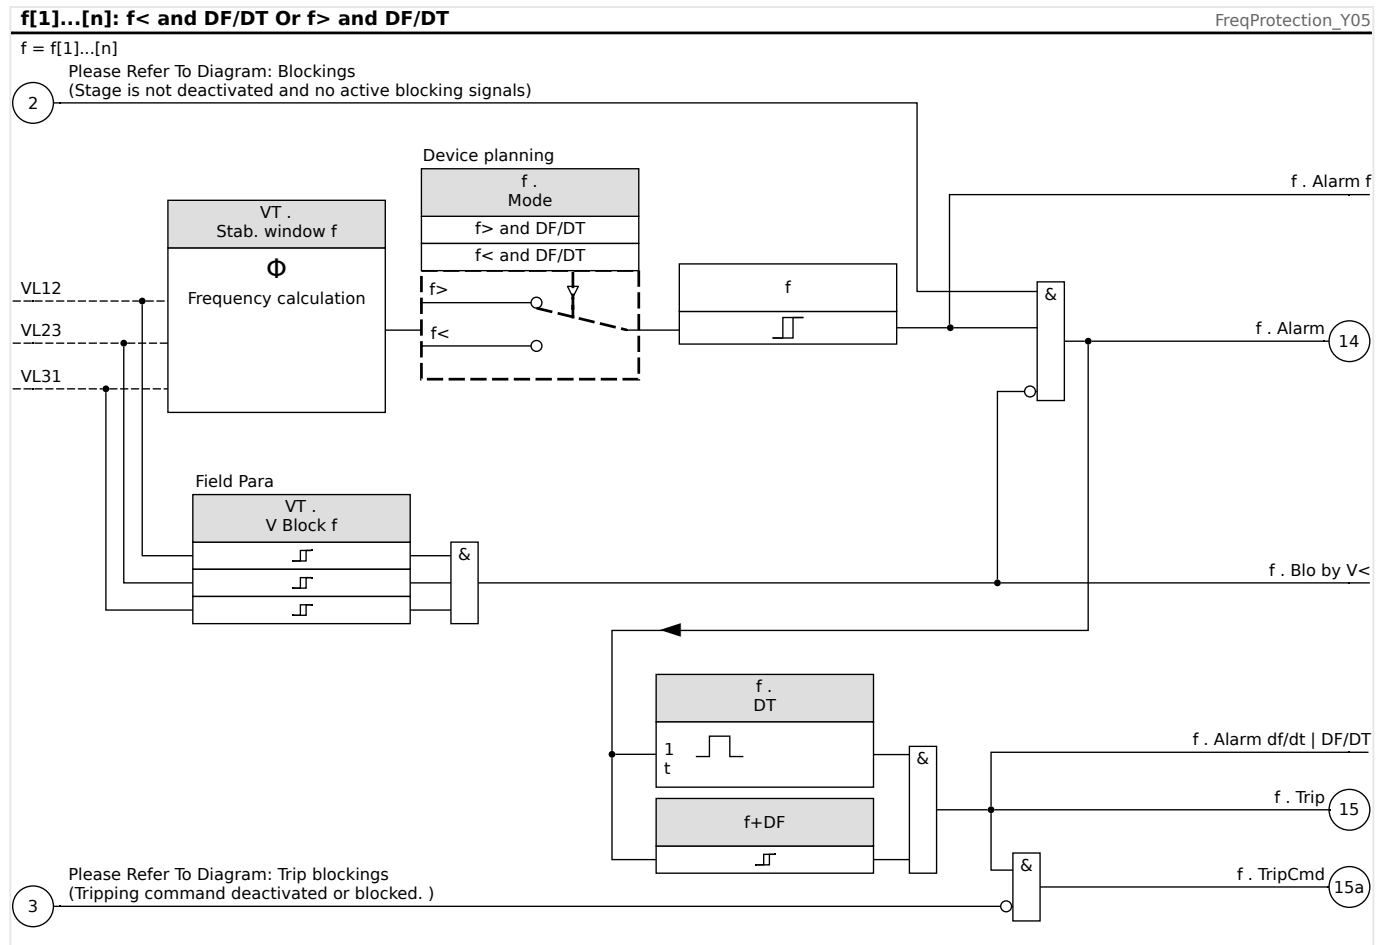 f[1]...[n]: f< and DF/DT Or f> and DF/DT
FreqProtection_Y05
f = f[1]...[n]
Please Refer To Diagram: Blockings
(Stage is not deactivated and no active blocking signals)
2
Device planning
f .
Mode
f> and DF/DT
f< and DF/DT
f>
f<
VT .
Stab. window f
Φ
Frequency calculation
VL12
VL23
VL31
f
&
f . Alarm f
f . Alarm
14
Field Para
VT .
V Block f
&
f . Blo by V<
f .
DT
1
t
f+DF
&
f . Alarm df/dt | DF/DT
f . Trip
15
&
f . TripCmd
15a
Please Refer To Diagram: Trip blockings
(Tripping command deactivated or blocked. )
3